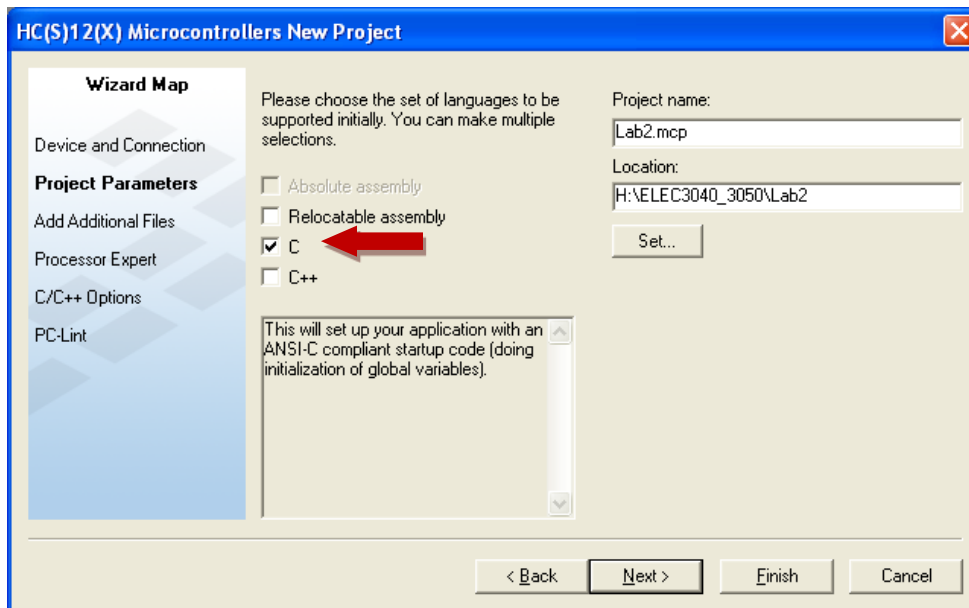 HC(S)12(X) Microcontrollers New Project
Wizard Map
Device and Connection
Project Parameters
Add Additional Files
Processor Expert
C/C++ Options
PC-Lint
Please choose the set of languages to be
supported initially. You can make multiple
selections.
Absolute assembly
Relocatable assembly
C
C++
This will set up your application with an
ANSI-C compliant startup code (doing
initialization of global variables).
Project name:
Lab2.mcp
Location:
H:\ELEC3040_3050\Lab2
Set...
< Back
Next >
Finish
Cancel